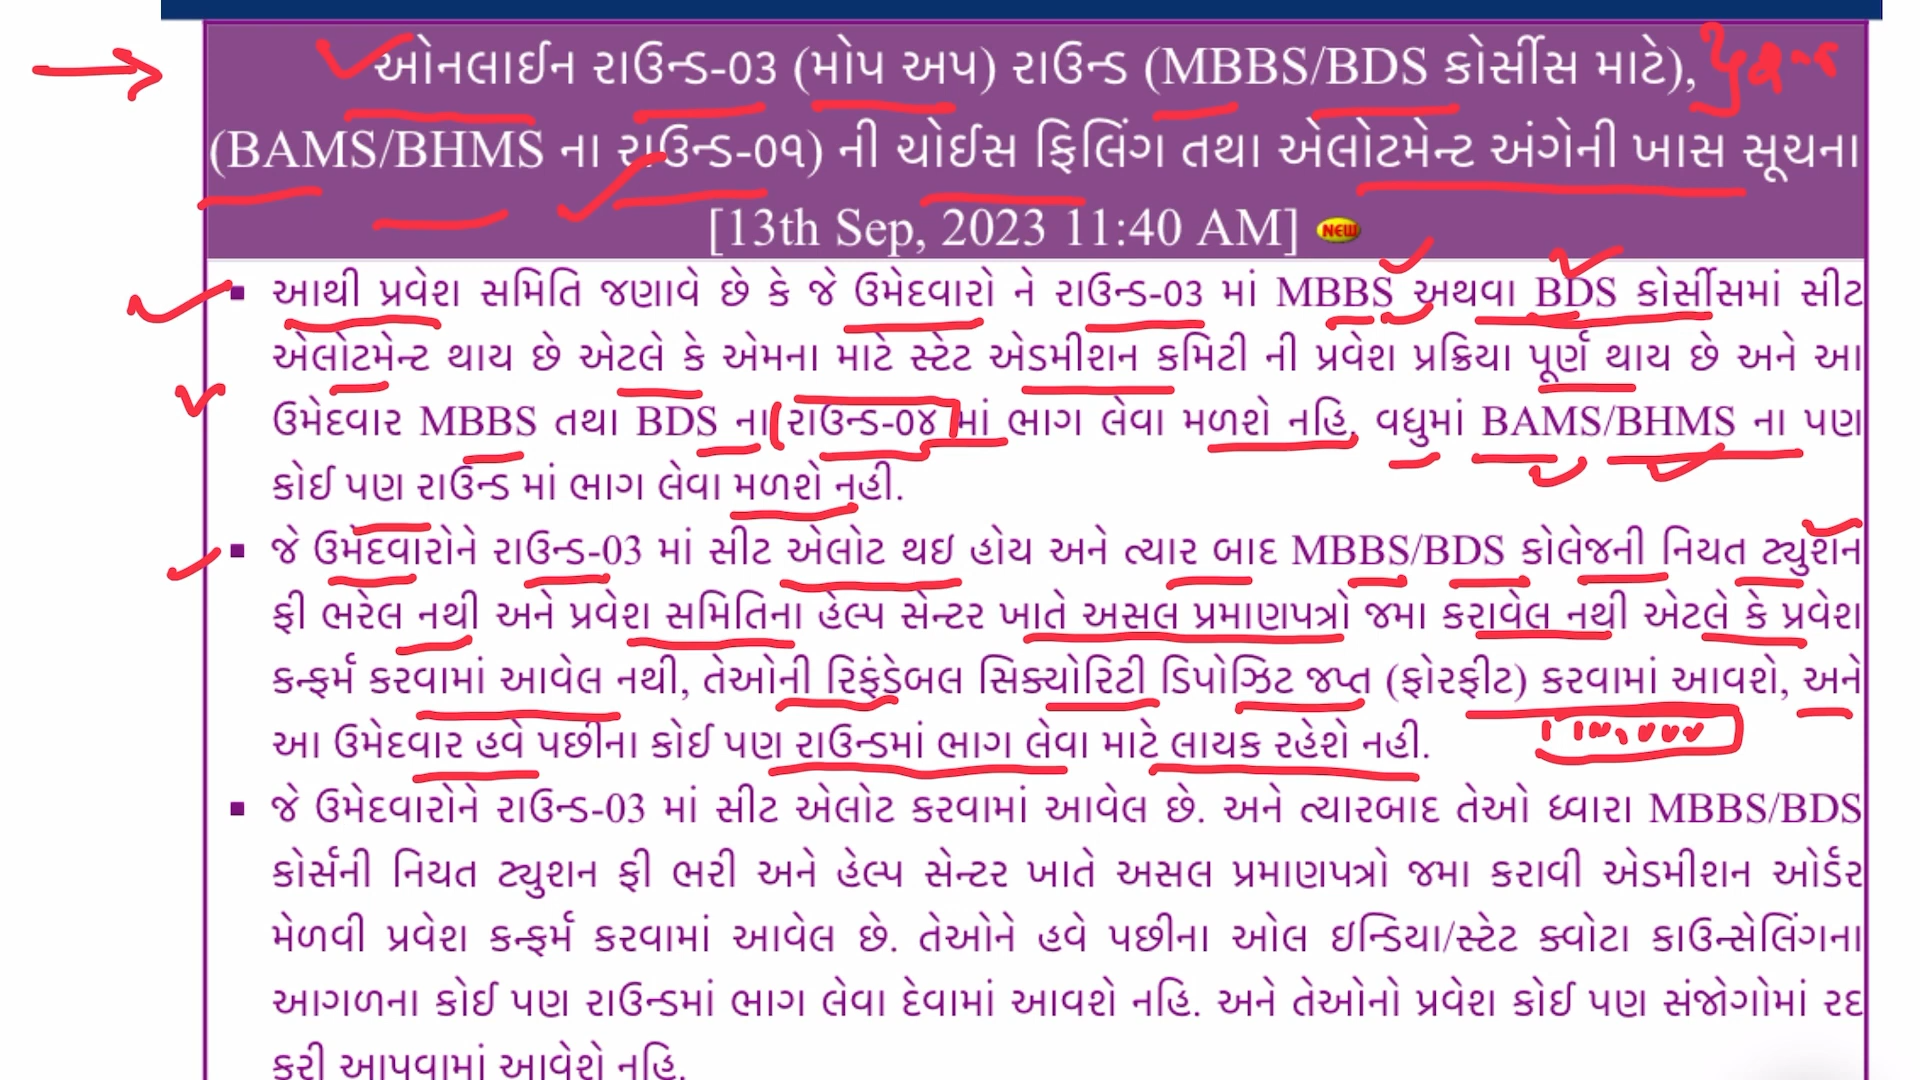 ઓનલાઈન રાઉન્ડ-03 (મોપ અપ) રાઉન્ડ (MBBS/BDS કોર્સીસ માટે),
(BAMS/BHMS ના રાઉન્ડ-૦૧) ની ચોઈસ ફિલિંગ તથા એલોટમેન્ટ અંગેની ખાસ સૂચના
[13th Sep, 2023 11:40 AM] NEW
▪ આથી પ્રવેશ સમિતિ જણાવે છે કે જે ઉમેદવારો ને રાઉન્ડ-03 માં MBBS અથવા BDS કોર્સીસમાં સીટ
એલોટમેન્ટ થાય છે એટલે કે એમના માટે સ્ટેટ એડમીશન કમિટી ની પ્રવેશ પ્રક્રિયા પૂર્ણ થાય છે અને આ
ઉમેદવાર MBBS તથા BDS ના રાઉન્ડ-૦૪ માં ભાગ લેવા મળશે નહિ. વધુમાં BAMS/BHMS ના પણ
કોઈ પણ રાઉન્ડ માં ભાગ લેવા મળશે નહી.
▪ જે ઉમેદવારોને રાઉન્ડ-03 માં સીટ એલોટ થઇ હોય અને ત્યાર બાદ MBBS/BDS કોલેજની નિયત ટ્યુશન
ફી ભરેલ નથી અને પ્રવેશ સમિતિના હેલ્પ સેન્ટર ખાતે અસલ પ્રમાણપત્રો જમા કરાવેલ નથી એટલે કે પ્રવેશ
કન્ફર્મ કરવામાં આવેલ નથી, તેઓની રિફંડેબલ સિક્યોરિટી ડિપોઝિટ જપ્ત (ફોરફીટ) કરવામાં આવશે, અને
આ ઉમેદવાર હવે પછીના કોઈ પણ રાઉન્ડમાં ભાગ લેવા માટે લાયક રહેશે નહી.
▪ જે ઉમેદવારોને રાઉન્ડ-03 માં સીટ એલોટ કરવામાં આવેલ છે. અને ત્યારબાદ તેઓ ધ્વારા MBBS/BDS
કોર્સની નિયત ટ્યુશન ફી ભરી અને હેલ્પ સેન્ટર ખાતે અસલ પ્રમાણપત્રો જમા કરાવી એડમીશન ઓર્ડર
મેળવી પ્રવેશ કન્ફર્મ કરવામાં આવેલ છે. તેઓને હવે પછીના ઓલ ઇન્ડિયા/સ્ટેટ ક્વોટા કાઉન્સેલિંગના
આગળના કોઈ પણ રાઉન્ડમાં ભાગ લેવા દેવામાં આવશે નહિ. અને તેઓનો પ્રવેશ કોઈ પણ સંજોગોમાં રદ
કરી આપવામાં આવેશે નહિ.